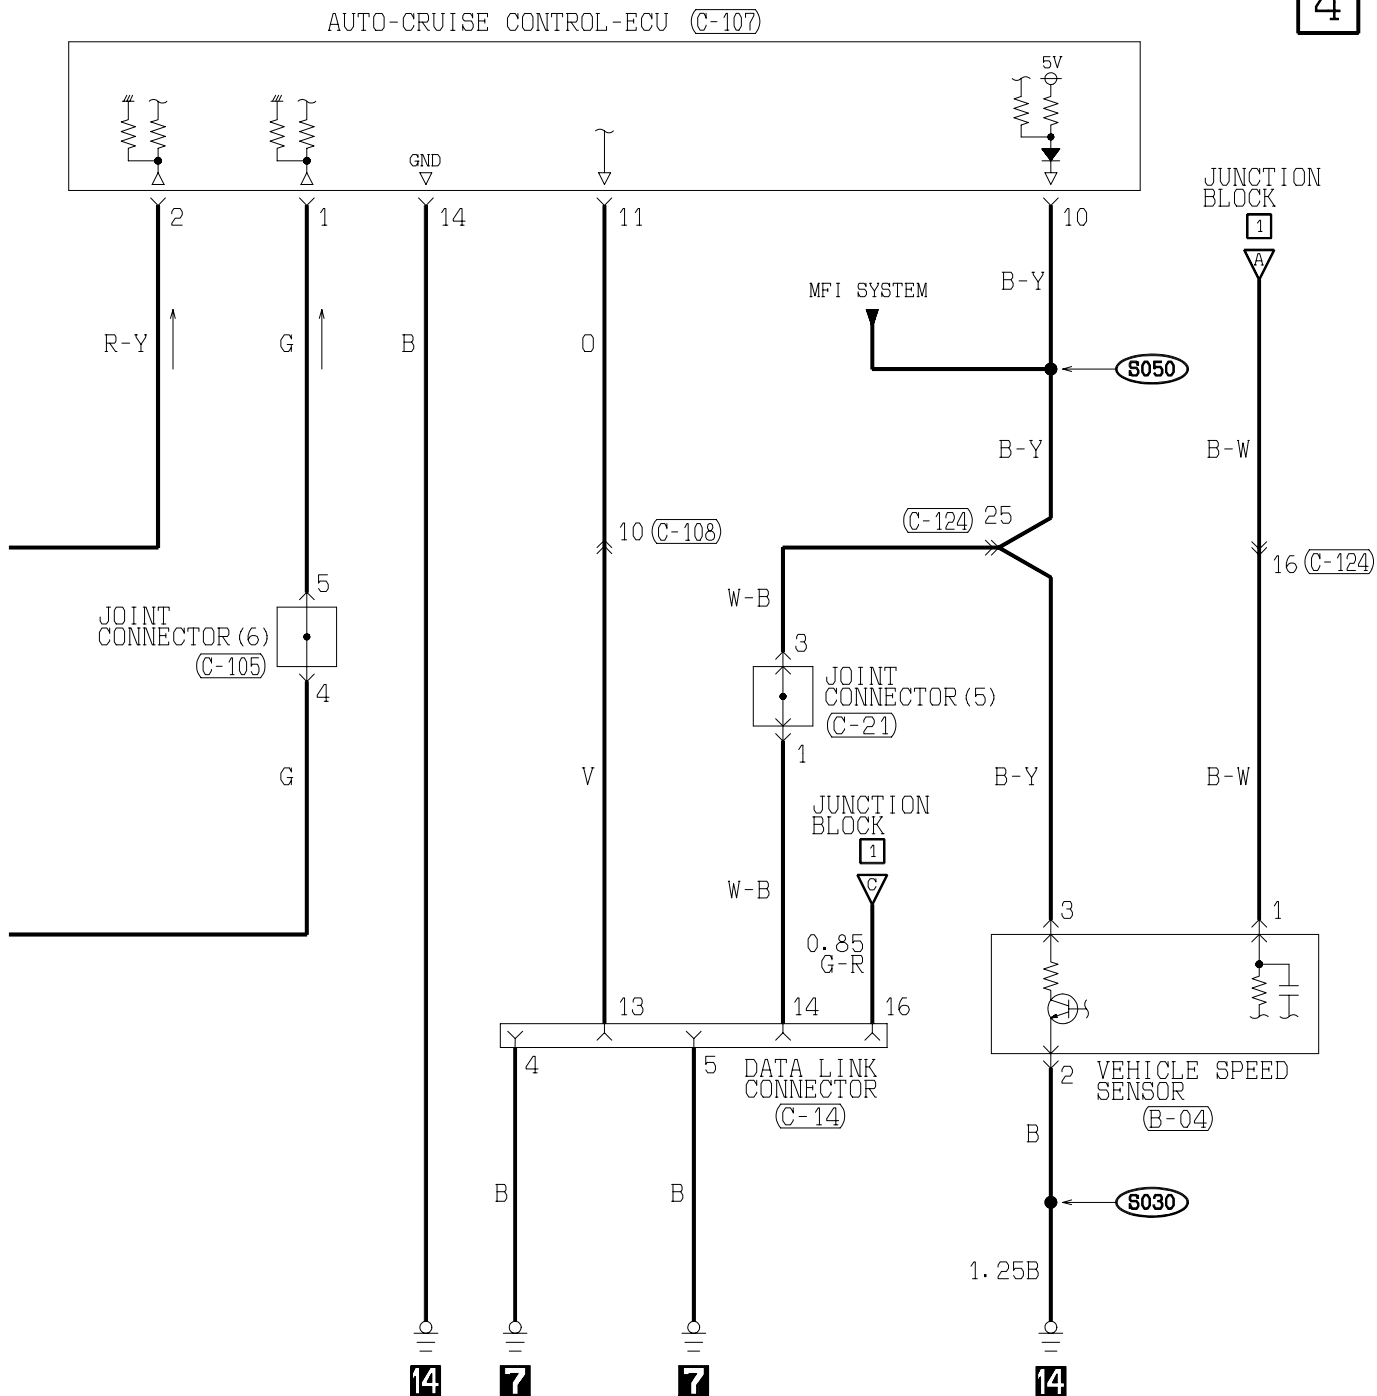 4
AUTO-CRUISE CONTROL-ECU (C-107)
5V
GND
2
1
14
11
10
JUNCTION
BLOCK
1
A
B-Y
MFI SYSTEM
R-Y
G
B
O
S050
B-Y
B-W
(C-124) 25
10 (C-108)
16 (C-124)
5
W-B
JOINT
CONNECTOR(6)
(C-105)
3
4
JOINT
CONNECTOR(5)
(C-21)
1
G
V
B-Y
B-W
JUNCTION
BLOCK
1
C
W-B
3
1
0.85
G-R
13
14
16
4
5
DATA LINK
CONNECTOR
(C-14)
2
VEHICLE SPEED
SENSOR
(B-04)
B
B
B
S030
1.25B
14
7
7
14